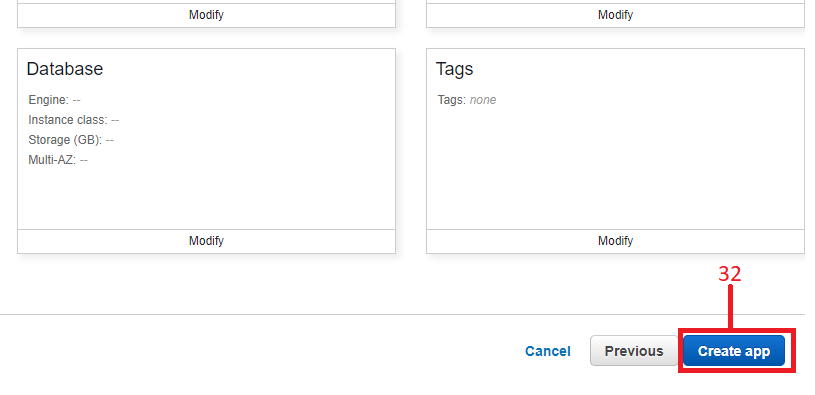 Modify
Modify
Database
Engine: --
Instance class: --
Storage (GB): --
Multi-AZ: --
Modify
Tags
Tags: none
Modify
32
Cancel
Previous
Create app